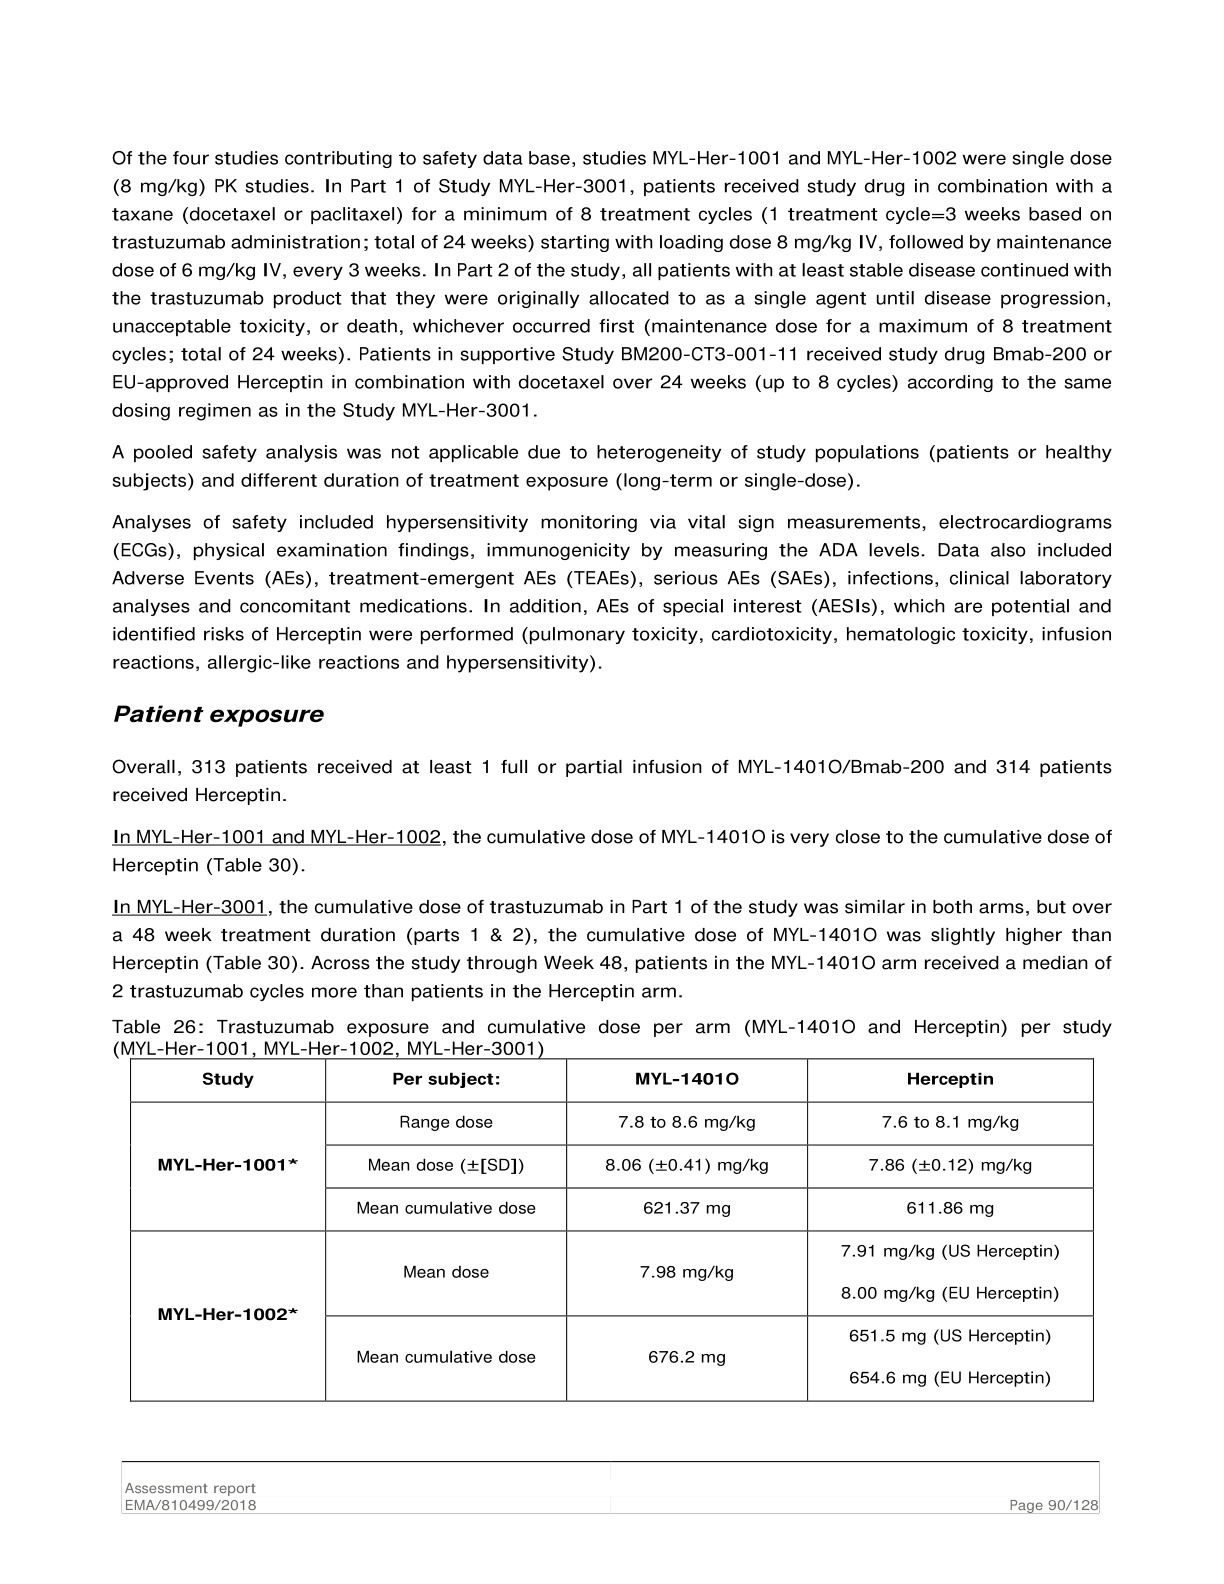 Of the four studies contributing to safety data base, studies MYL-Her-1001 and MYL-Her-1002 were single dose
(8 mg/kg) PK studies. In Part 1 of Study MYL-Her-3001, patients received study drug in combination with a
taxane (docetaxel or paclitaxel) for a minimum of 8 treatment cycles (1 treatment cycle=3 weeks based on
trastuzumab administration; total of 24 weeks) starting with loading dose 8 mg/kg IV, followed by maintenance
dose of 6 mg/kg IV, every 3 weeks. In Part 2 of the study, all patients with at least stable disease continued with
the trastuzumab product that they were originally allocated to as a single agent until disease progression,
unacceptable toxicity, or death, whichever occurred first (maintenance dose for a maximum of 8 treatment
cycles; total of 24 weeks). Patients in supportive Study BM200-CT3-001-11 received study drug Bmab-200 or
EU-approved Herceptin in combination with docetaxel over 24 weeks (up to 8 cycles) according to the same
dosing regimen as in the Study MYL-Her-3001.
A pooled safety analysis was not applicable due to heterogeneity of study populations (patients or healthy
subjects) and different duration of treatment exposure (long-term or single-dose).
Analyses of safety included hypersensitivity monitoring via vital sign measurements, electrocardiograms
(ECGs), physical examination findings, immunogenicity by measuring the ADA levels. Data also included
Adverse Events (AEs), treatment-emergent AEs (TEAEs), serious AEs (SAEs), infections, clinical laboratory
analyses and concomitant medications. In addition, AEs of special interest (AESIs), which are potential and
identified risks of Herceptin were performed (pulmonary toxicity, cardiotoxicity, hematologic toxicity, infusion
reactions, allergic-like reactions and hypersensitivity).
Patient exposure
Overall, 313 patients received at least 1 full or partial infusion of MYL-1401O/Bmab-200 and 314 patients
received Herceptin.
In MYL-Her-1001 and MYL-Her-1002, the cumulative dose of MYL-1401O is very close to the cumulative dose of
Herceptin (Table 30).
In MYL-Her-3001, the cumulative dose of trastuzumab in Part 1 of the study was similar in both arms, but over
a 48 week treatment duration (parts 1 & 2), the cumulative dose of MYL-1401O was slightly higher than
Herceptin (Table 30). Across the study through Week 48, patients in the MYL-1401O arm received a median of
2 trastuzumab cycles more than patients in the Herceptin arm.
Table 26: Trastuzumab exposure and cumulative dose per arm (MYL-1401O and Herceptin) per study
(MYL-Her-1001, MYL-Her-1002, MYL-Her-3001)
Study Per subject: MYL-1401O Herceptin
Range dose 7.8 to 8.6 mg/kg 7.6 to 8.1 mg/kg
MYL-Her-1001* Mean dose (±[SD]) 8.06 (±0.41) mg/kg 7.86 (±0.12) mg/kg
Mean cumulative dose 621.37 mg 611.86 mg
7.91 mg/kg (US Herceptin)
Mean dose 7.98 mg/kg
8.00 mg/kg (EU Herceptin)
MYL-Her-1002*
651.5 mg (US Herceptin)
Mean cumulative dose 676.2 mg
654.6 mg (EU Herceptin)
Assessment report
EMA/810499/2018 Page 90/128